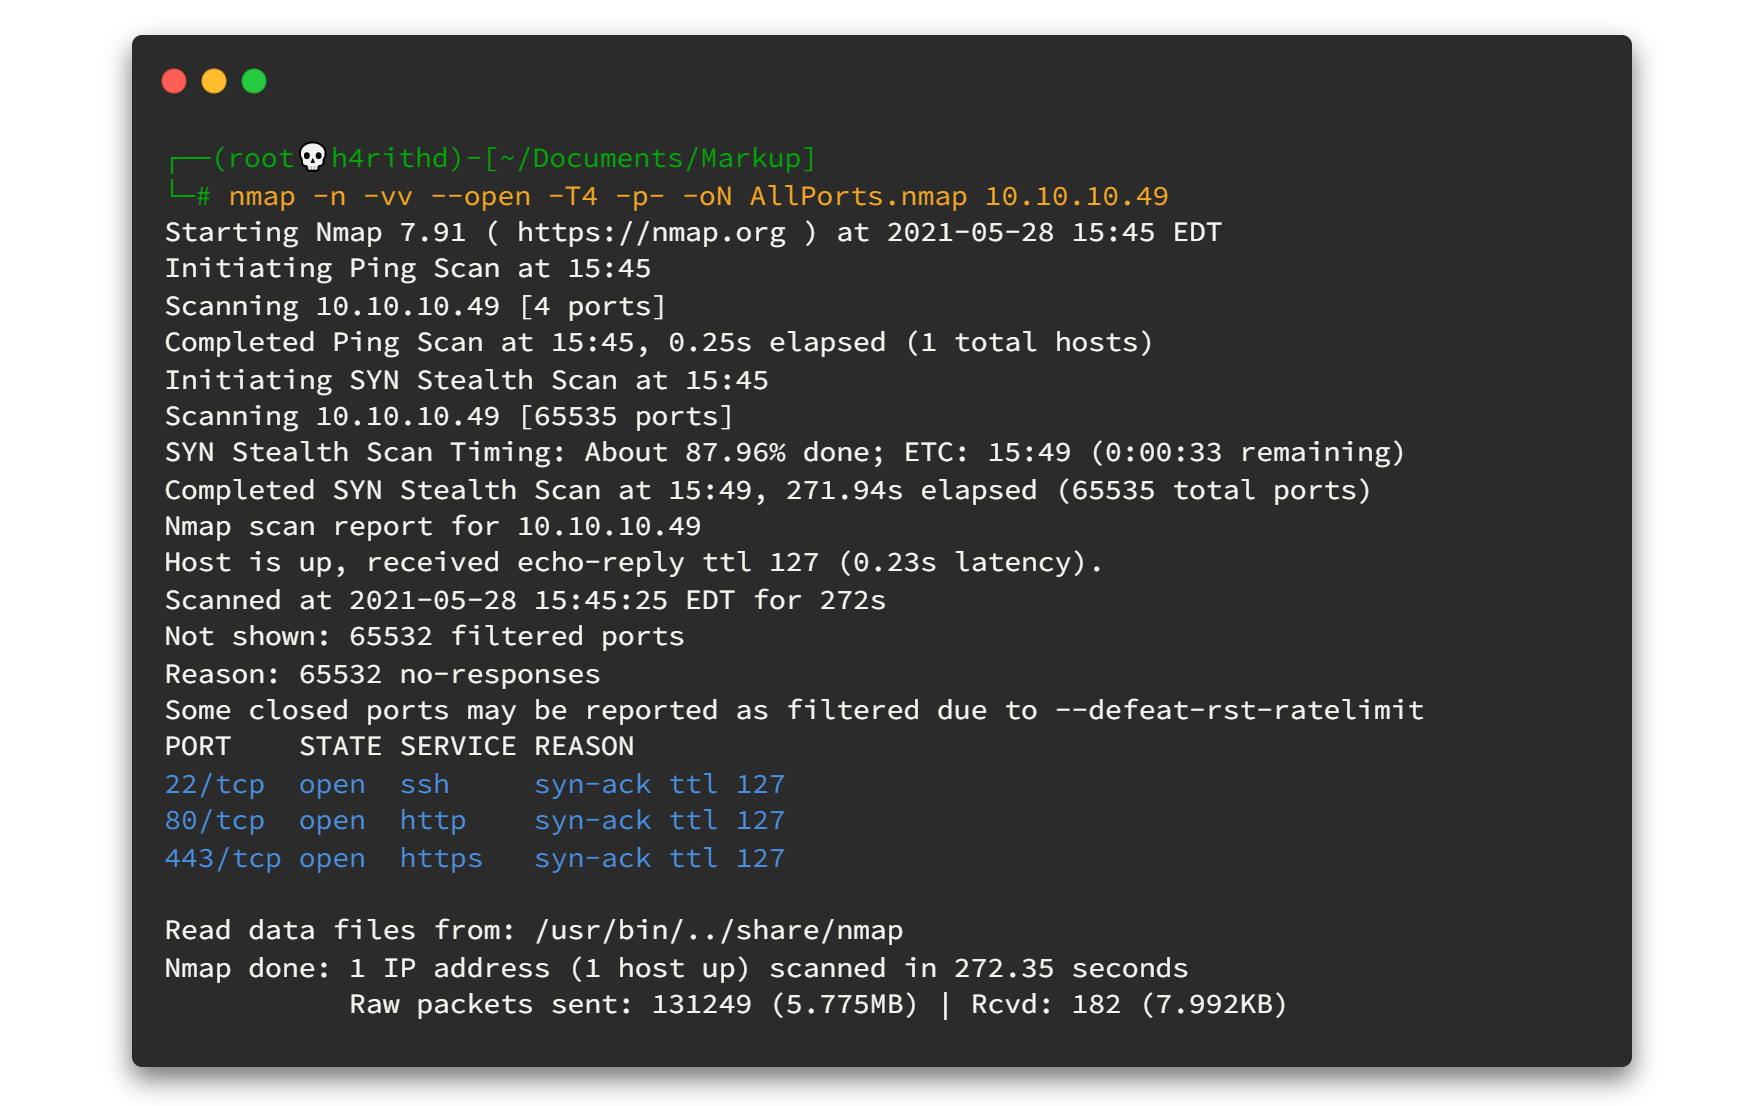 ┌──(root💀h4rithd)-[~/Documents/Markup]
└─# nmap -n -vv --open -T4 -p- -oN AllPorts.nmap 10.10.10.49
Starting Nmap 7.91 ( https://nmap.org ) at 2021-05-28 15:45 EDT
Initiating Ping Scan at 15:45
Scanning 10.10.10.49 [4 ports]
Completed Ping Scan at 15:45, 0.25s elapsed (1 total hosts)
Initiating SYN Stealth Scan at 15:45
Scanning 10.10.10.49 [65535 ports]
SYN Stealth Scan Timing: About 87.96% done; ETC: 15:49 (0:00:33 remaining)
Completed SYN Stealth Scan at 15:49, 271.94s elapsed (65535 total ports)
Nmap scan report for 10.10.10.49
Host is up, received echo-reply ttl 127 (0.23s latency).
Scanned at 2021-05-28 15:45:25 EDT for 272s
Not shown: 65532 filtered ports
Reason: 65532 no-responses
Some closed ports may be reported as filtered due to --defeat-rst-ratelimit
PORT    STATE SERVICE REASON
22/tcp  open  ssh     syn-ack ttl 127
80/tcp  open  http    syn-ack ttl 127
443/tcp open  https   syn-ack ttl 127
Read data files from: /usr/bin/../share/nmap
Nmap done: 1 IP address (1 host up) scanned in 272.35 seconds
           Raw packets sent: 131249 (5.775MB) | Rcvd: 182 (7.992KB)